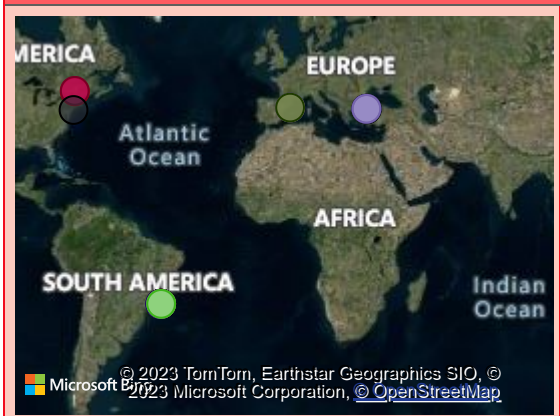 MERICA
EUROPE
Atlantic
Ocean
AFRICA
SOUTH AMERICA
Indian
Ocean
Microsoft Bing
© 2023 TomTom, Earthstar Geographics SIO, ©
2023 Microsoft Corporation, © OpenStreetMap